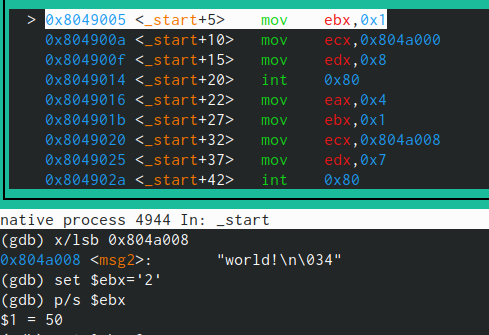 > 0x8049005 <_start+5> mov ebx,0x1
0x804900a <_start+10> mov ecx,0x804a000
0x804900f <_start+15> mov edx,0x8
0x8049014 <_start+20> int 0x80
0x8049016 <_start+22> mov eax,0x4
0x804901b <_start+27> mov ebx,0x1
0x8049020 <_start+32> mov ecx,0x804a008
0x8049025 <_start+37> mov edx,0x7
0x804902a <_start+42> int 0x80
native process 4944 In: _start
(gdb) x/lsb 0x804a008
0x804a008 <msg2>: "world!\n\034"
(gdb) set $ebx='2'
(gdb) p/s $ebx
$1 = 50